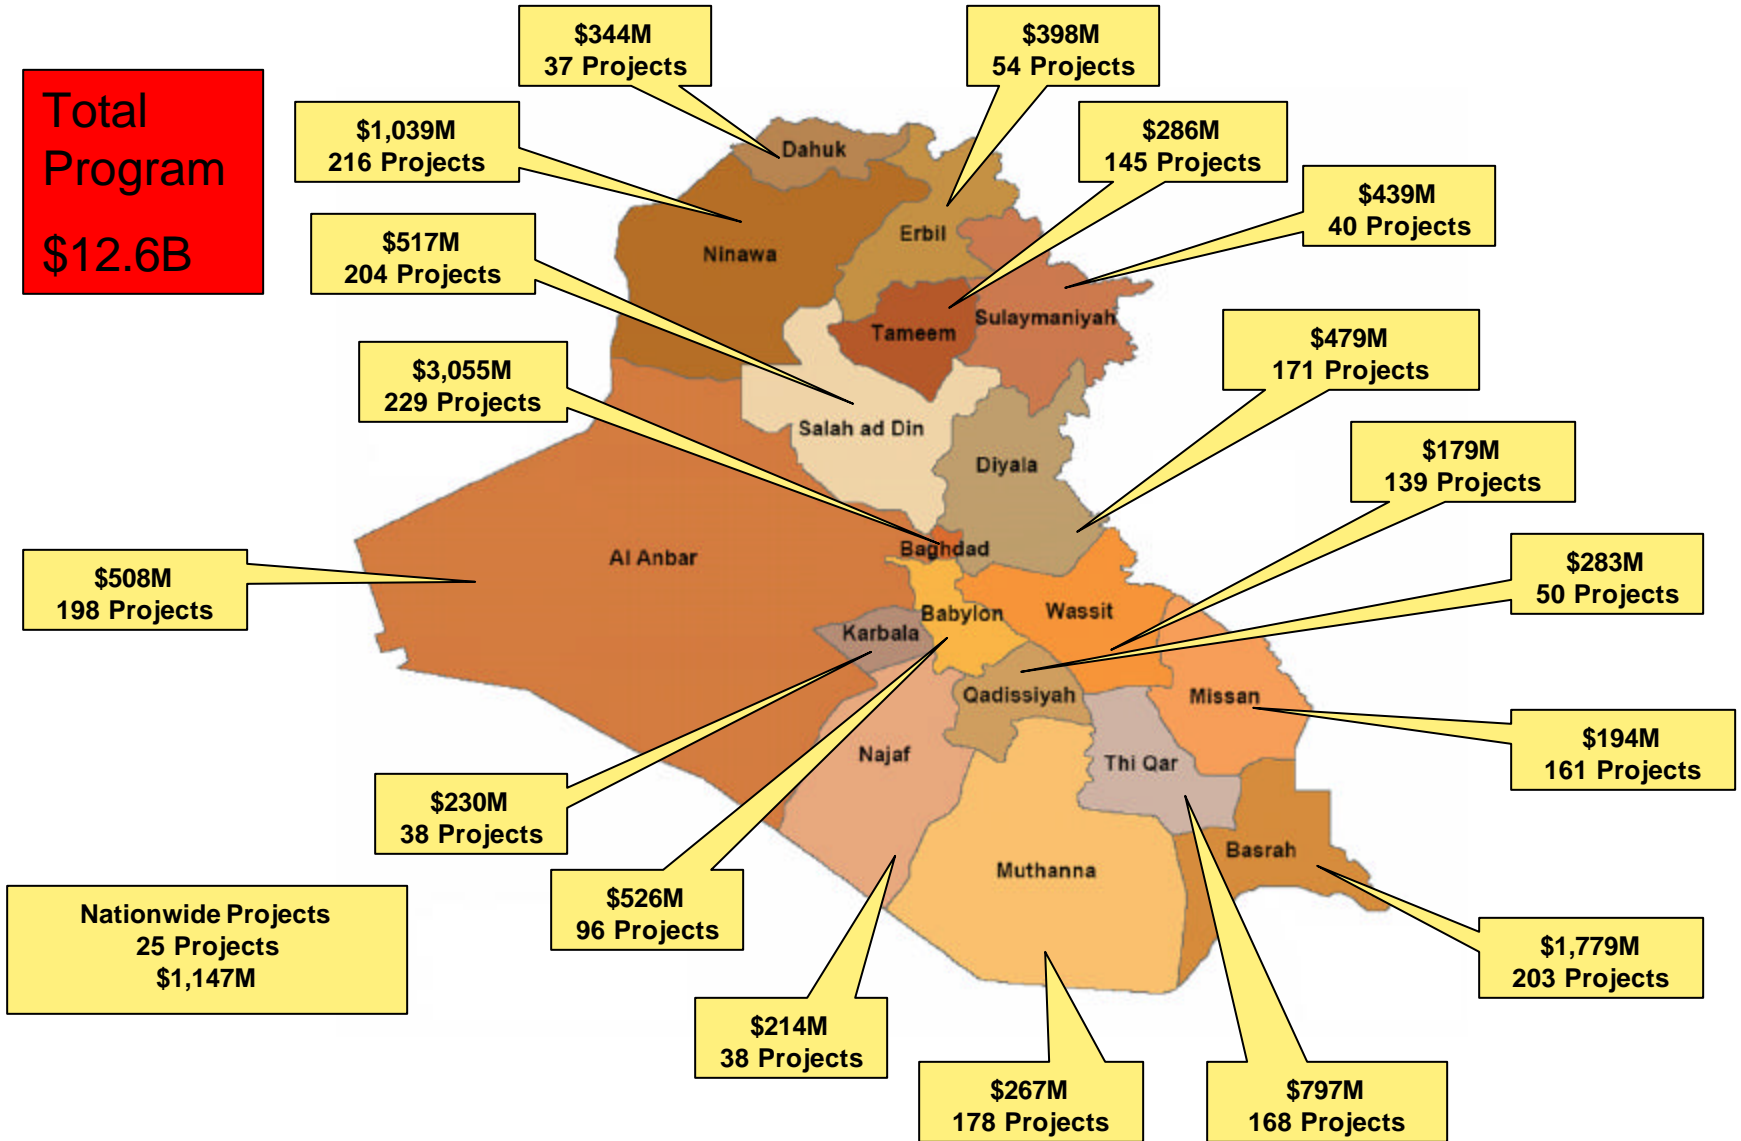 $344M
37 Projects
$398M
54 Projects
Total
Program
$12.6B
$1,039M
216 Projects
$286M
145 Projects
$439M
40 Projects
$517M
204 Projects
$479M
171 Projects
$3,055M
229 Projects
$179M
139 Projects
$508M
198 Projects
$283M
50 Projects
$194M
161 Projects
$230M
38 Projects
$526M
96 Projects
Nationwide Projects
25 Projects
$1,147M
$214M
38 Projects
$1,779M
203 Projects
$267M
178 Projects
$797M
168 Projects
Dahuk
Erbil
Ninawa
Sulaymaniyah
Tameem
Salah ad Din
Diyala
Baghdad
Al Anbar
Babylon
Wassit
Karbala
Qadissiyah
Missan
Najaf
Thi Qar
Basrah
Muthanna